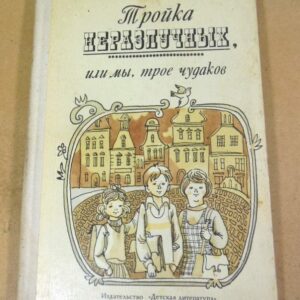 Тройка
НЕРАЗЛУЧНЫХ,
или мы, трое чудаков
Издательство «Детская литература»